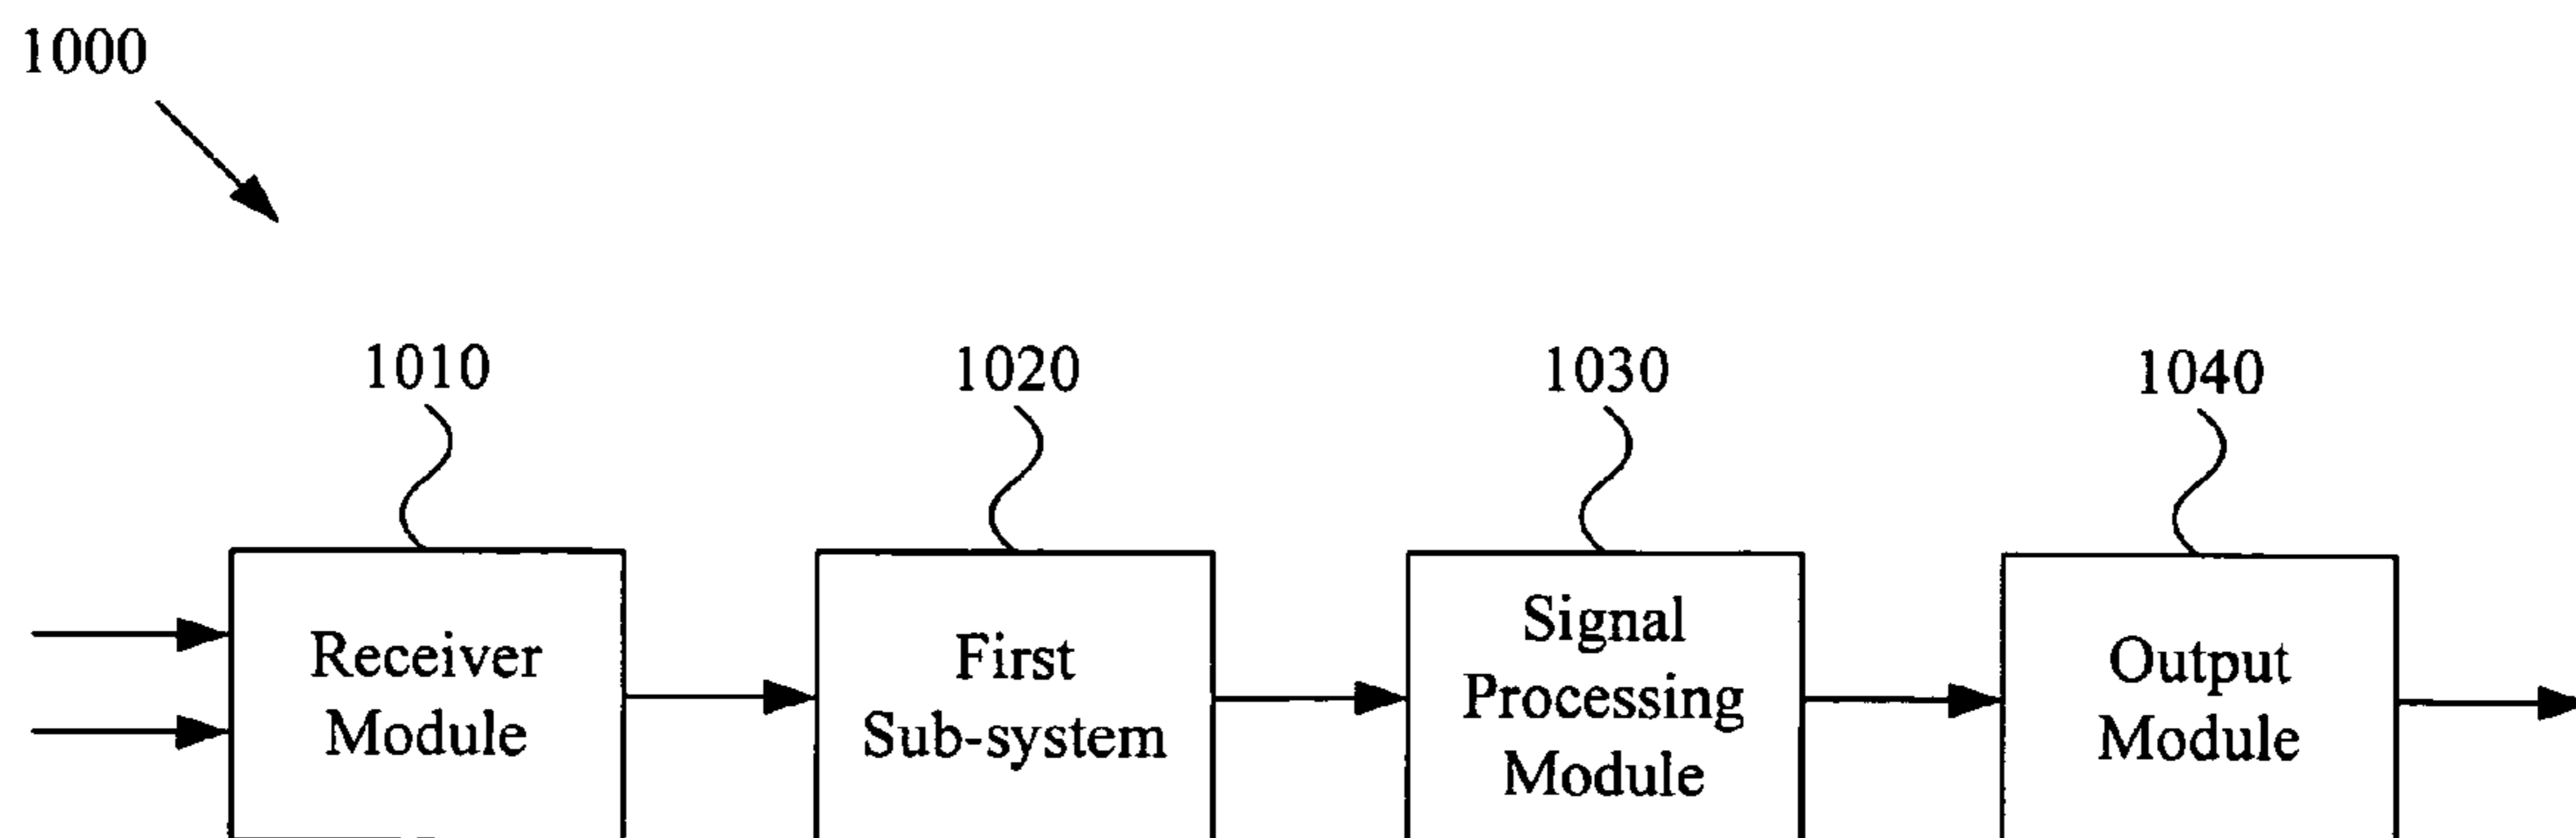 1000
1010
1020
1030
1040
Receiver
Module
First
Sub-system
Signal
Processing
Module
Output
Module